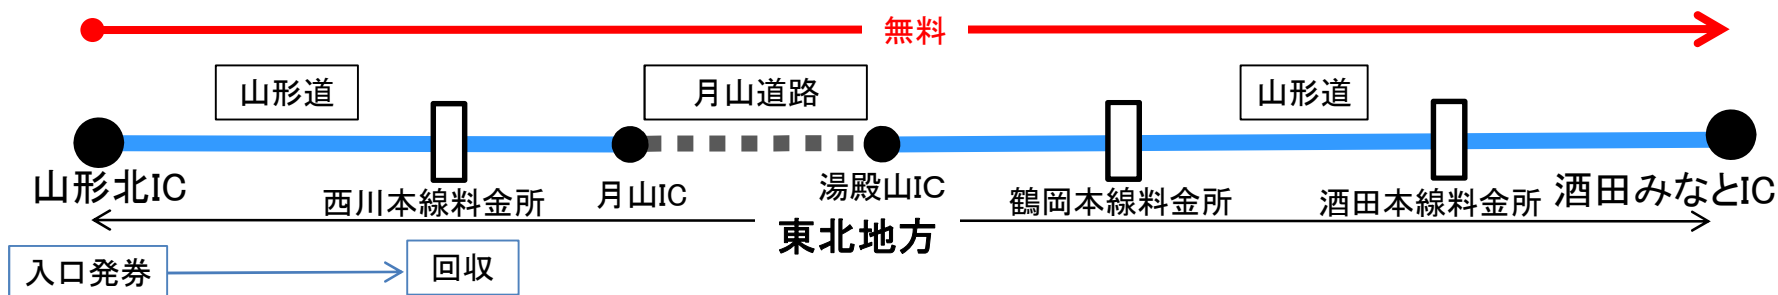 無料
山形道
月山道路
山形道
山形北IC
西川本線料金所
月山IC
湯殿山IC
鶴岡本線料金所
酒田本線料金所
酒田みなとIC
東北地方
入口発券
回収